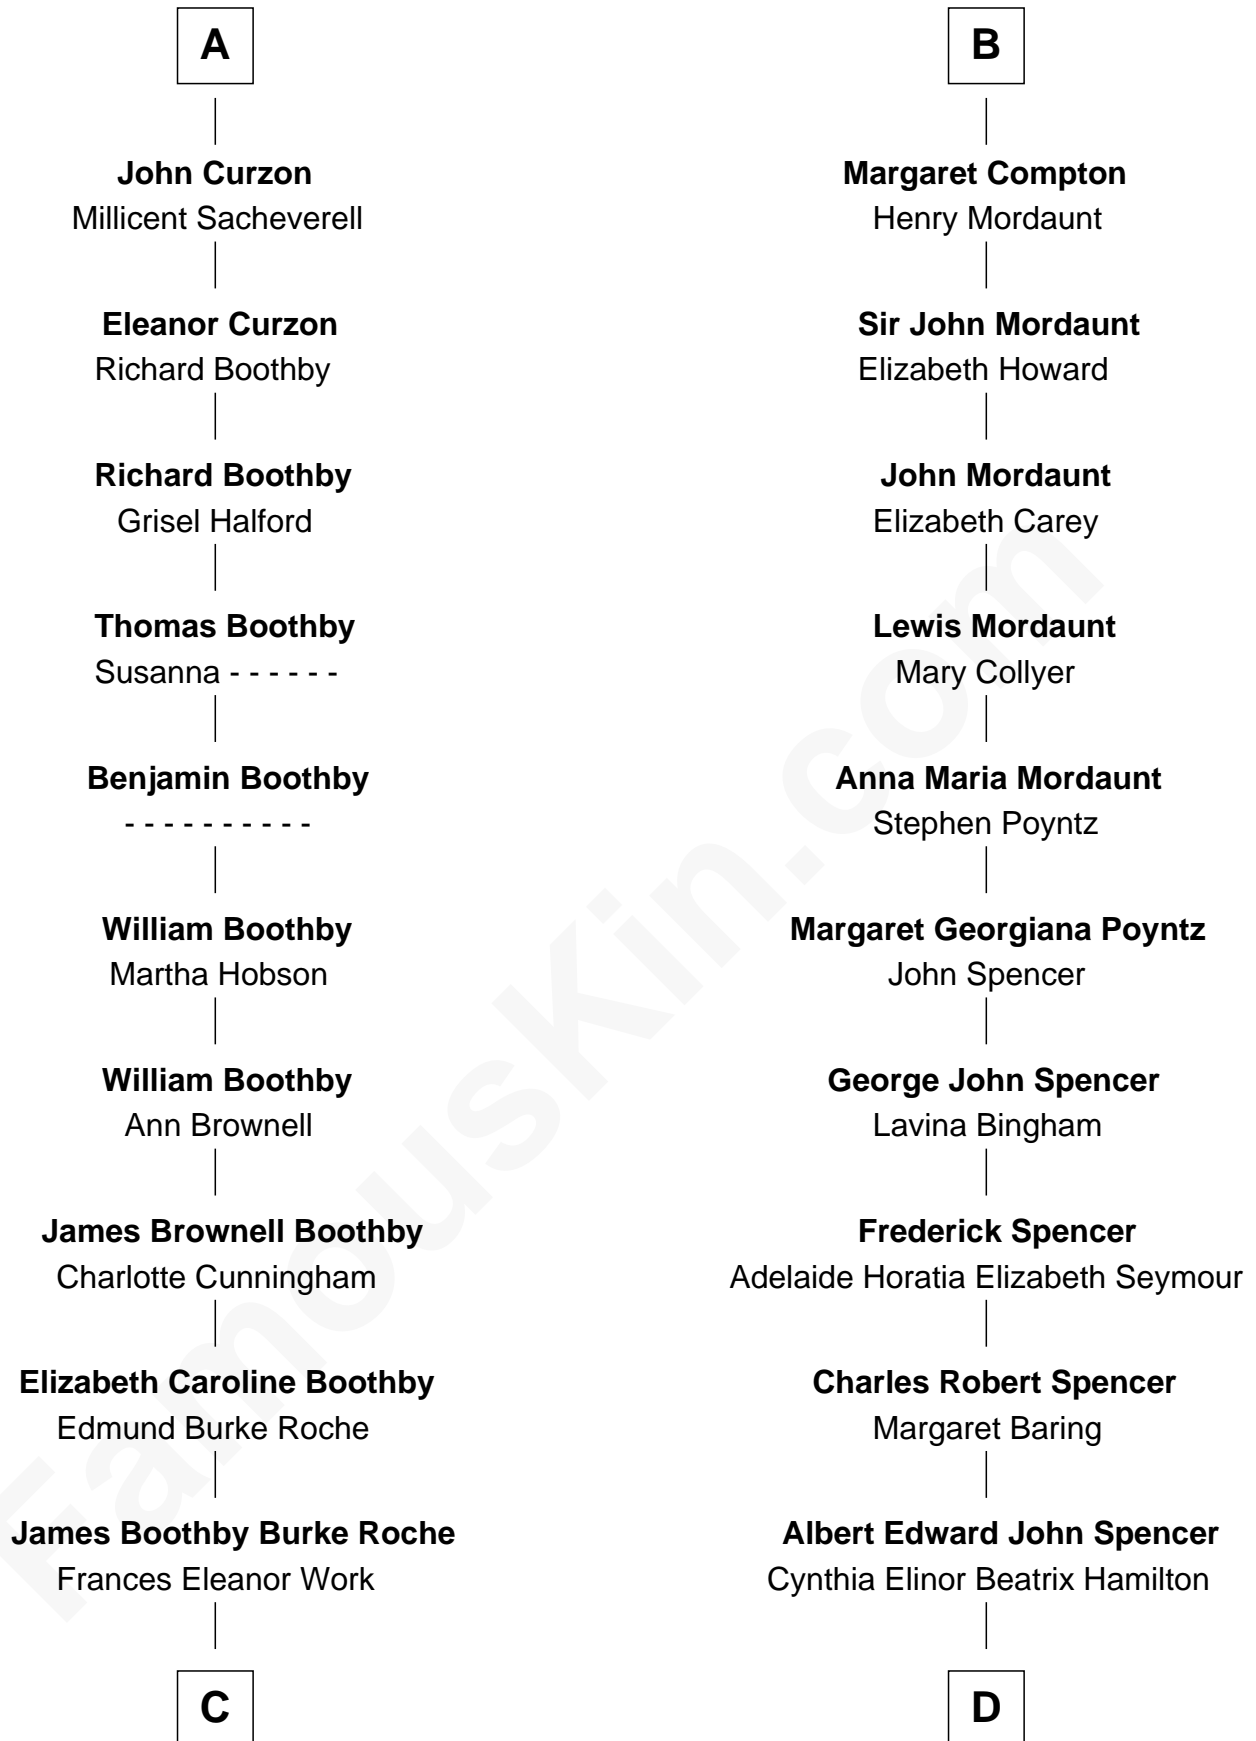 A
John Curzon
Millicent Sacheverell
Eleanor Curzon
Richard Boothby
Richard Boothby
Grisel Halford
Thomas Boothby
Susanna - - - - - -
Benjamin Boothby
- - - - - - - - - -
William Boothby
Martha Hobson
William Boothby
Ann Brownell
James Brownell Boothby
Charlotte Cunningham
Elizabeth Caroline Boothby
Edmund Burke Roche
James Boothby Burke Roche
Frances Eleanor Work
C
B
Margaret Compton
Henry Mordaunt
Sir John Mordaunt
Elizabeth Howard
John Mordaunt
Elizabeth Carey
Lewis Mordaunt
Mary Collyer
Anna Maria Mordaunt
Stephen Poyntz
Margaret Georgiana Poyntz
John Spencer
George John Spencer
Lavina Bingham
Frederick Spencer
Adelaide Horatia Elizabeth Seymour
Charles Robert Spencer
Margaret Baring
Albert Edward John Spencer
Cynthia Elinor Beatrix Hamilton
D
FamousKin.com